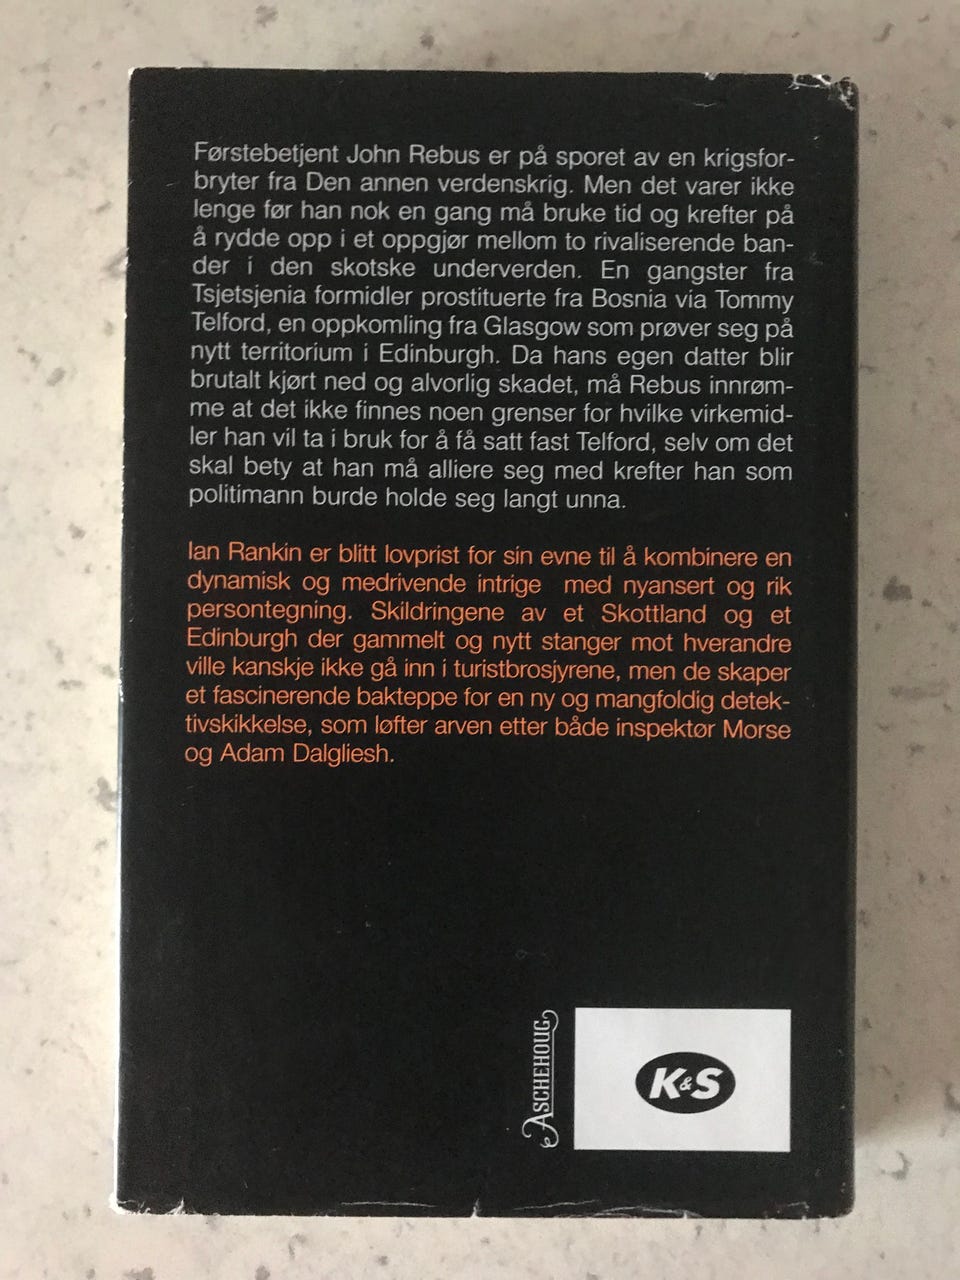 Førstebetjent John Rebus er på sporet av en krigsfor-
bryter fra Den annen verdenskrig. Men det varer ikke
lenge før han nok en gang må bruke tid og krefter på
å rydde opp i et oppgjør mellom to rivaliserende ban-
der i den skotske underverden. En gangster fra
Tsjetsjenia formidler prostituerte fra Bosnia via Tommy
Telford, en oppkomling fra Glasgow som prøver seg på
nytt territorium i Edinburgh. Da hans egen datter blir
brutalt kjørt ned og alvorlig skadet, må Rebus innrøm-
me at det ikke finnes noen grenser for hvilke virkemid-
ler han vil ta i bruk for å få satt fast Telford, selv om det
skal bety at han må alliere seg med krefter han som
politimann burde holde seg langt unna.
Ian Rankin er blitt lovprist for sin evne til å kombinere en
dynamisk og medrivende intrige med nyansert og rik
persontegning. Skildringene av et Skottland og et
Edinburgh der gammelt og nytt stanger mot hverandre
ville kanskje ikke gå inn i turistbrosjyrene, men de skaper
et fascinerende bakteppe for en ny og mangfoldig detek-
tivskikkelse, som løfter arven etter både inspektør Morse
og Adam Dalgliesh.
ASCHEHOUG
K&S